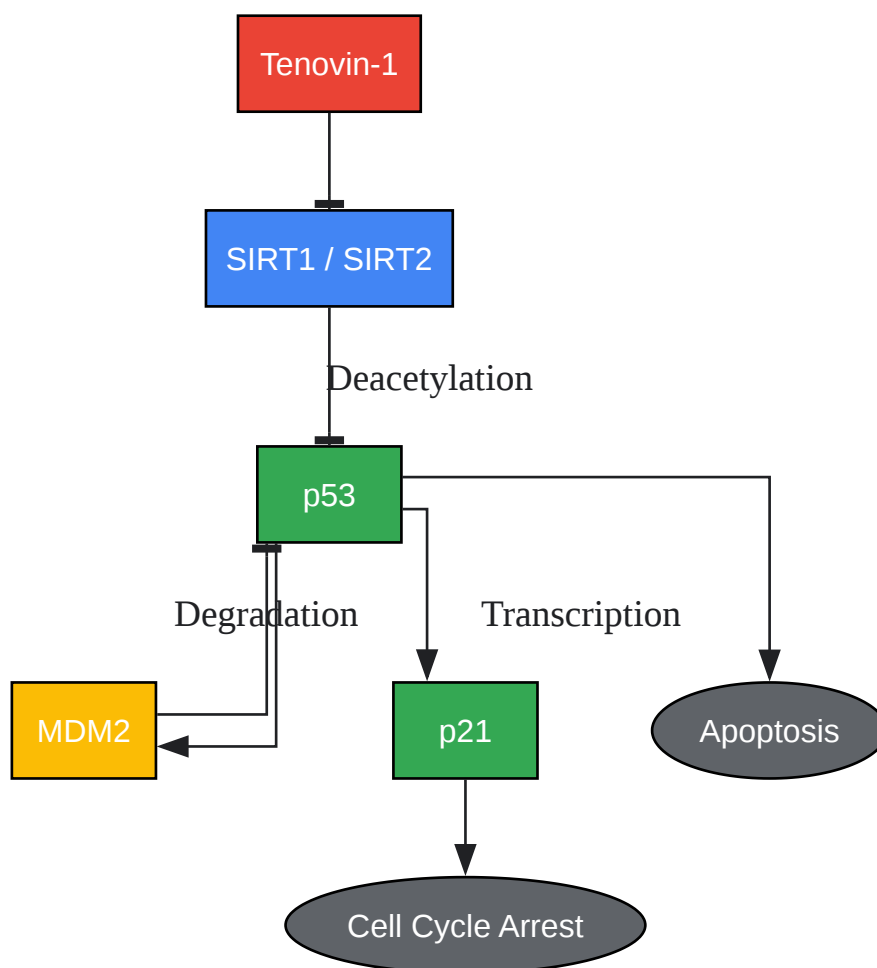 Tenovin-1
SIRT1 / SIRT2
Deacetylation
p53
Degradation
Transcription
MDM2
p21
Apoptosis
Cell Cycle Arrest